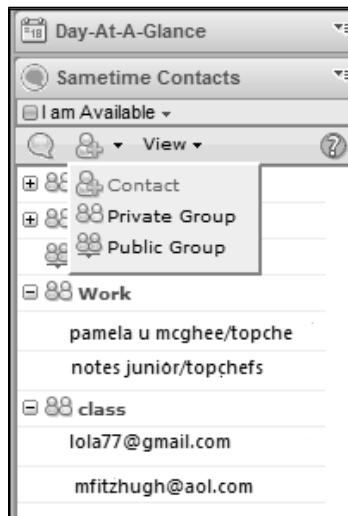 18
Day-At-A-Glance
Sametime Contacts
I am Available
View
?
Contact
Private Group
Public Group
Work
pamela u mcghee/topche
notes junior/topchefs
class
lola77@gmail.com
mfitzhugh@aol.com